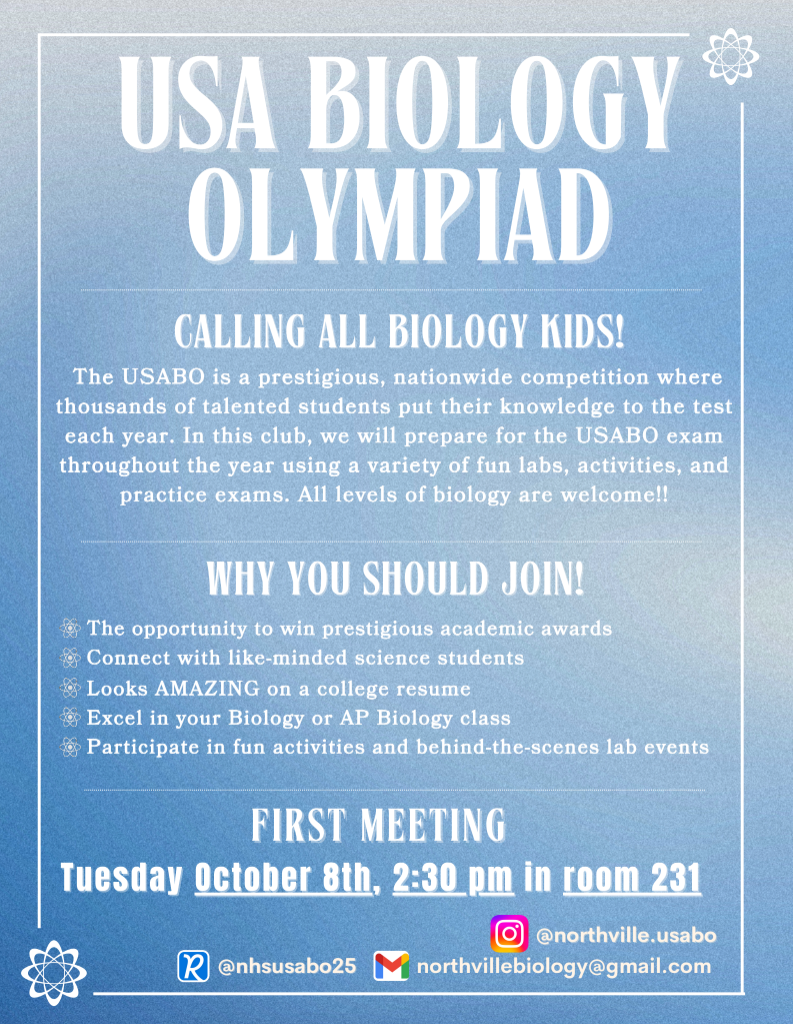 USA BIOLOGY
OLYMPIAD
CALLING ALL BIOLOGY KIDS!
The USABO is a prestigious, nationwide competition where
thousands of talented students put their knowledge to the test
each year. In this club, we will prepare for the USABO exam
throughout the year using a variety of fun labs, activities, and
practice exams. All levels of biology are welcome!!
WHY YOU SHOULD JOIN!
The opportunity to win prestigious academic awards
Connect with like-minded science students
Looks AMAZING on a college resume
Excel in your Biology or AP Biology class
Participate in fun activities and behind-the-scenes lab events
FIRST MEETING
Tuesday October 8th, 2:30 pm in room 231
@northville.usabo
R @nhsusabo25 northvillebiology@gmail.com